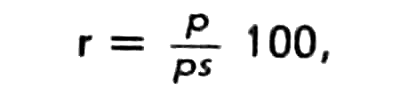 r = p/ps 100,